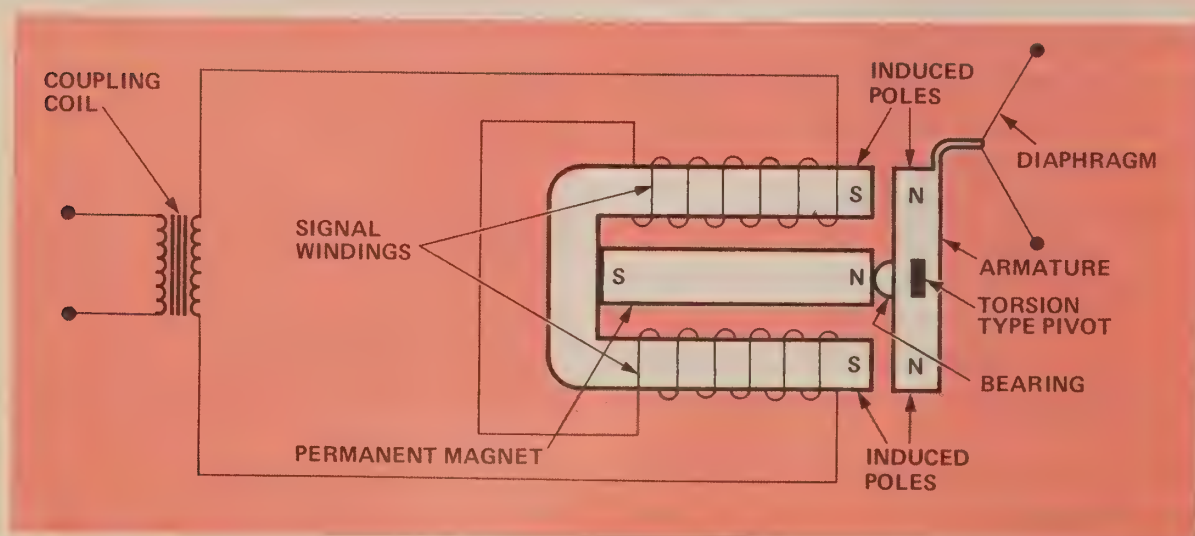 COUPLING
COIL
INDUCED
POLES
DIAPHRAGM
S
N
SIGNAL
WINDINGS
S
N
ARMATURE
TORSION
TYPE PIVOT
S
N
BEARING
PERMANENT MAGNET
INDUCED
POLES